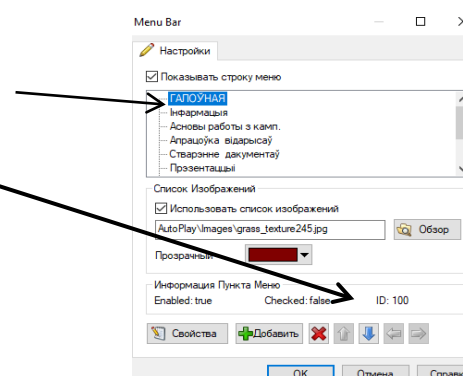 Menu Bar
Настройки
Показывать строку меню
ГАЛОЎНАЯ
Інфармацыя
Асновы работы з камп.
Апрацоўка відарысаў
Стварэнне дакументаў
Прэзентацыі
Список Изображений
Использовать список изображений
AutoPlay\Images\grass_texture245.jpg Обзор
Прозрачный
Информация Пункта Меню
Enabled: true Checked: false ID: 100
Свойства Добавить
OK Отмена